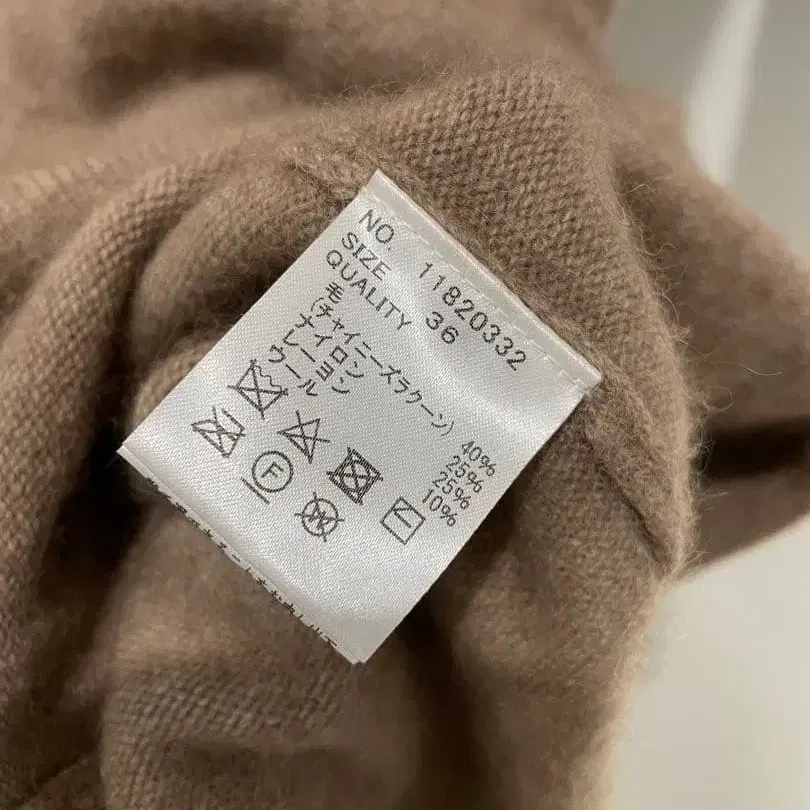 NO. 11820332
SIZE 36
QUALITY
毛
(チャイニーズラクーン) 40%
ナイロン 25%
レーヨン 25%
ウール 10%
F
W